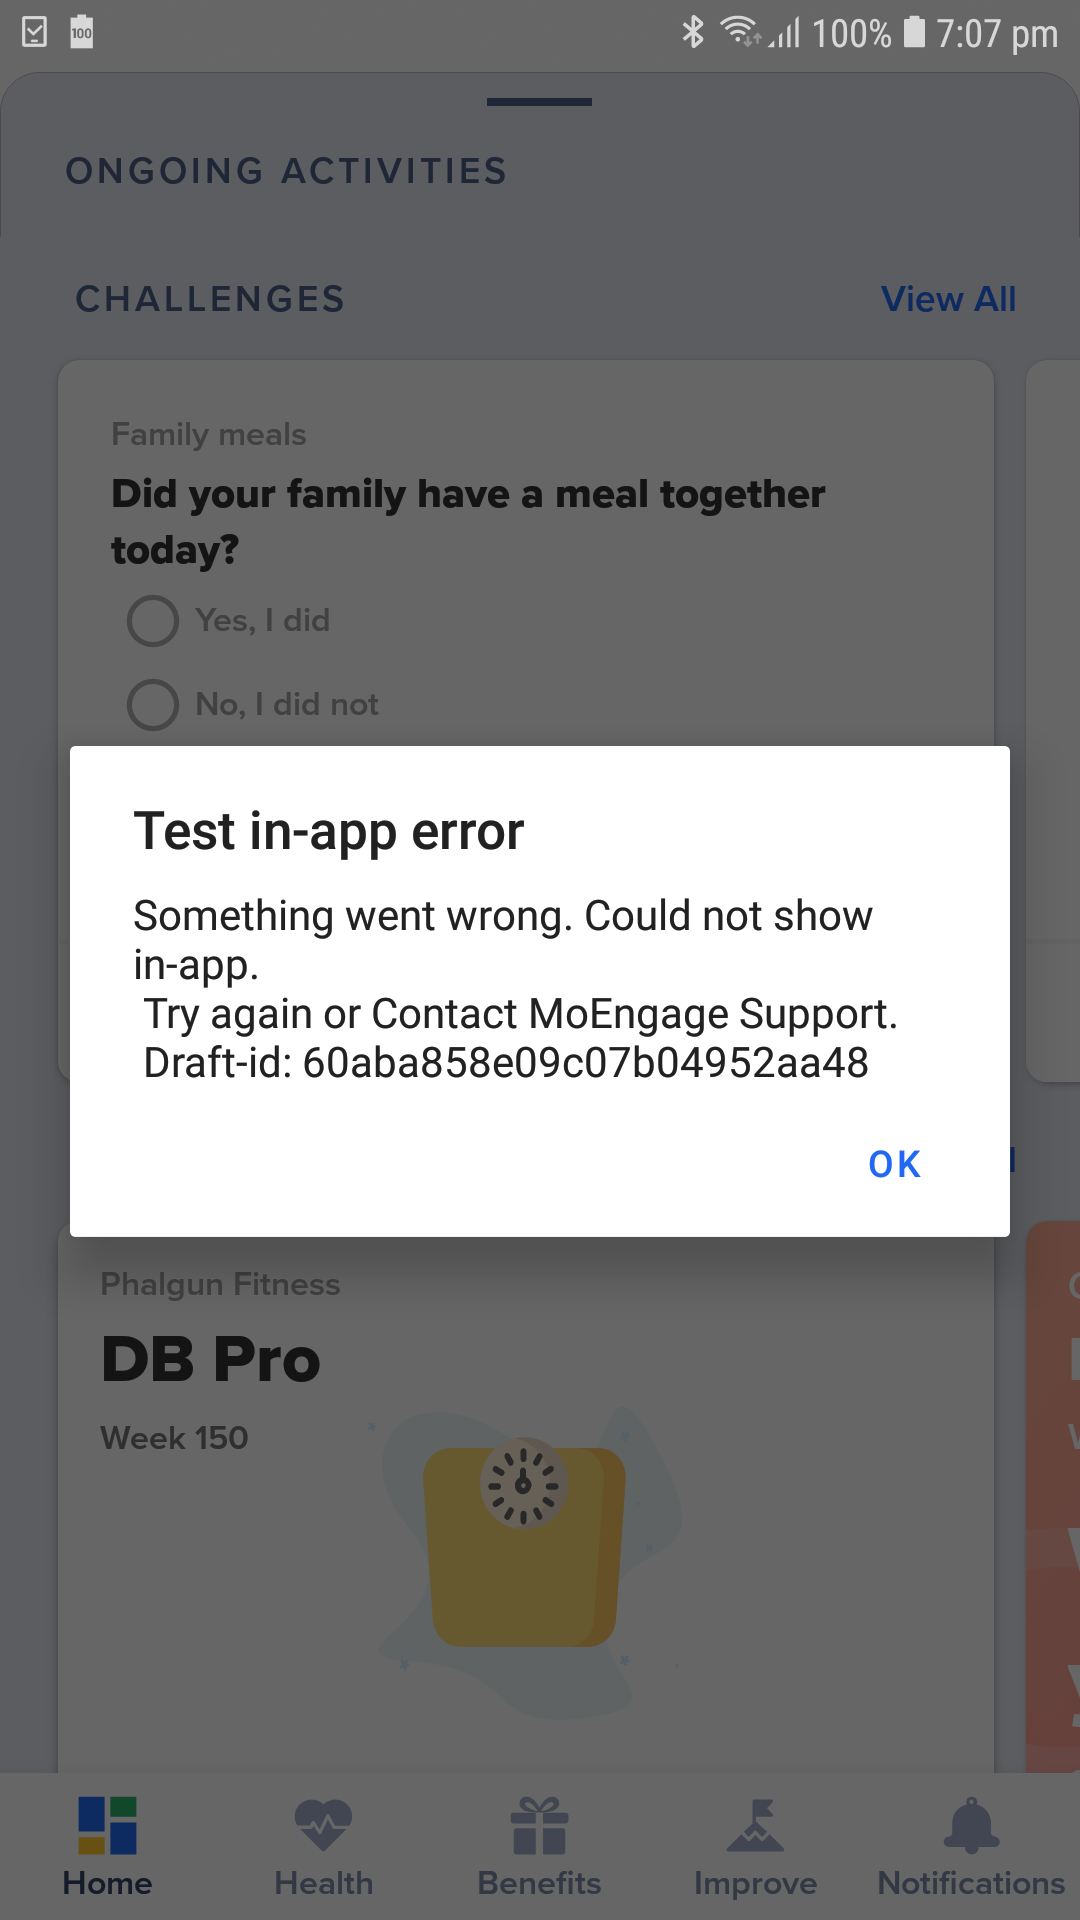 100
100% 7:07 pm
ONGOING ACTIVITIES
CHALLENGES
View All
Family meals
Did your family have a meal together
today?
Yes, I did
No, I did not
Test in-app error
Something went wrong. Could not show
in-app.
Try again or Contact MoEngage Support.
Draft-id: 60aba858e09c07b04952aa48
OK
Phalgun Fitness
DB Pro
Week 150
Home
Health
Benefits
Improve
Notifications